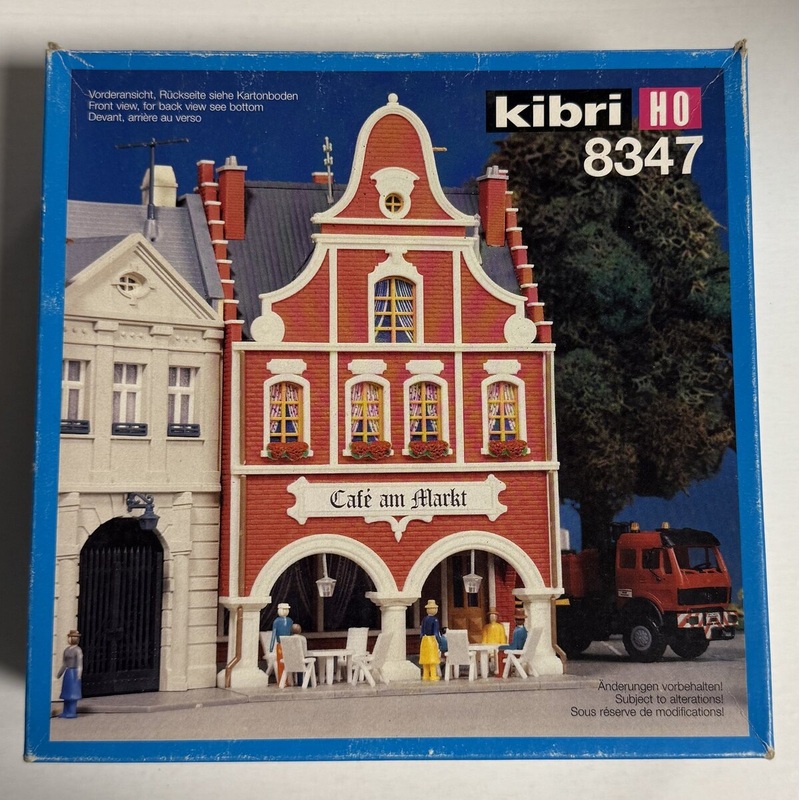 Vorderansicht, Rückseite siehe Kartonboden
Front view, for back view see bottom
Devant, arrière au verso
kibri HO
8347
Café am Markt
Änderungen vorbehalten!
Subject to alterations!
Sous réserve de modifications!